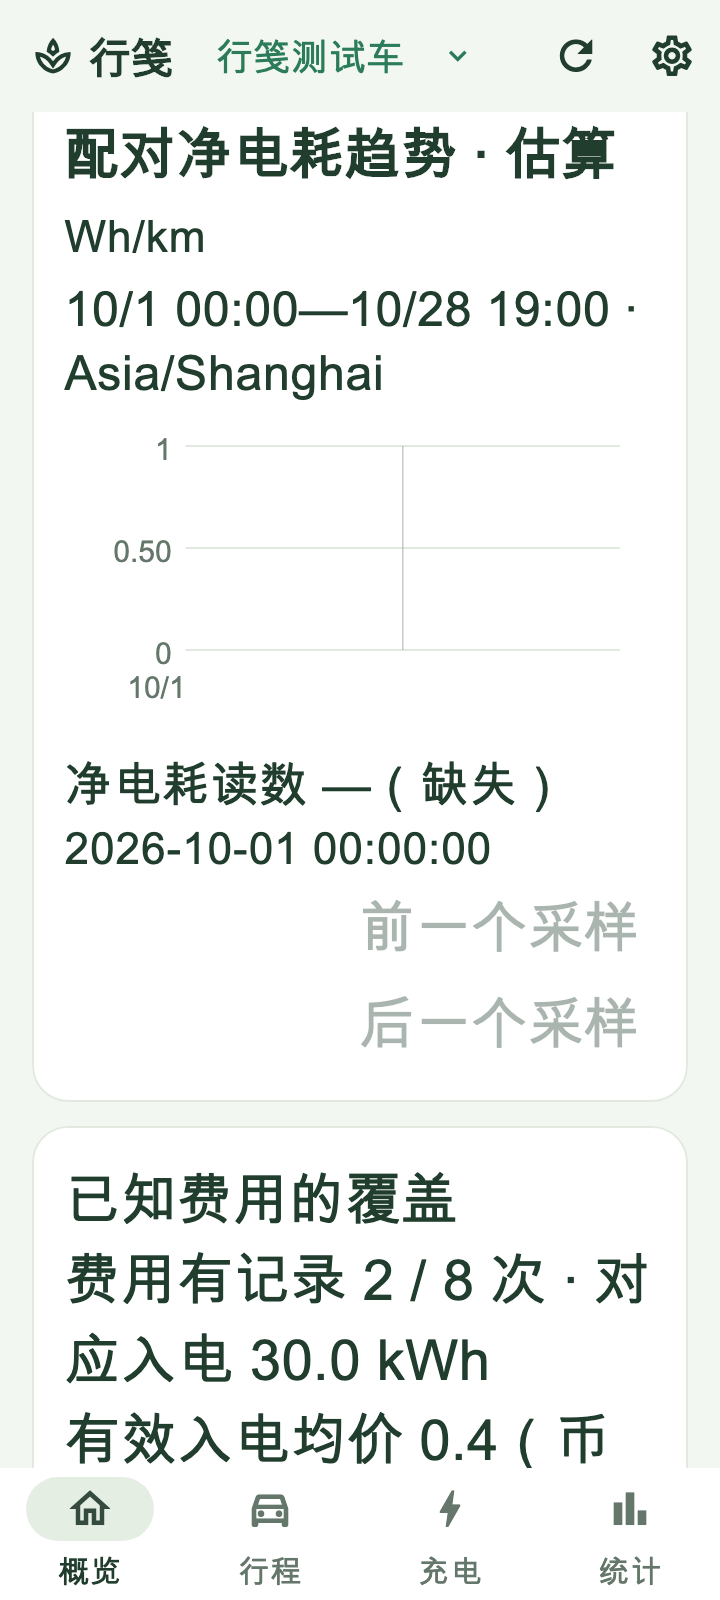 行笺 行笺测试车
配对净电耗趋势 · 估算
Wh/km
10/1 00:00—10/28 19:00 ·
Asia/Shanghai
1
0.50
0
10/1
净电耗读数 —（缺失）
2026-10-01 00:00:00
前一个采样
后一个采样
已知费用的覆盖
费用有记录 2 / 8 次 · 对
应入电 30.0 kWh
有效入电均价 0.4（币
概览 行程 充电 统计